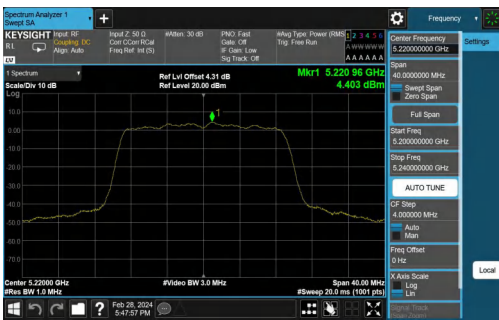 Spectrum Analyzer 1
Swept SA
Frequency
KEYSIGHT
RL
Input: RF
Coupling: DC
Align: Auto
Input Z: 50 Ω
Corr CCorr RCal
Freq Ref: Int (S)
#Atten: 30 dB
PNO: Fast
Gate: Off
IF Gain: Low
Sig Track: Off
#Avg Type: Power (RMS
Trig: Free Run
1 2 3 4 5 6
A W W W W W
A A A A A A
LVI
1 Spectrum
Scale/Div 10 dB
Log
Ref Lvl Offset 4.31 dB
Ref Level 20.00 dBm
Mkr1 5.220 96 GHz
4.403 dBm
1
10.0
0.00
-10.0
-20.0
-30.0
-40.0
-50.0
-60.0
-70.0
Center 5.22000 GHz
#Res BW 1.0 MHz
#Video BW 3.0 MHz
Span 40.00 MHz
#Sweep 20.0 ms (1001 pts)
Feb 28, 2024
5:47:57 PM
?
Center Frequency
5.220000000 GHz
Span
40.0000000 MHz
Swept Span
Zero Span
Full Span
Start Freq
5.200000000 GHz
Stop Freq
5.240000000 GHz
AUTO TUNE
CF Step
4.000000 MHz
Auto
Man
Freq Offset
0 Hz
X Axis Scale
Log
Lin
Signal Track
Settings
Local